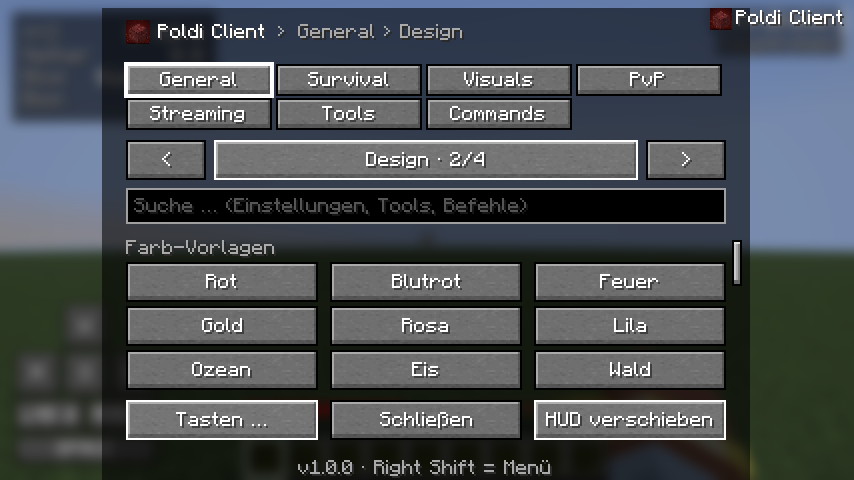 Poldi Client > General > Design
Poldi Client
General Survival Visuals PvP
Streaming Tools Commands
< Design · 2/4 >
Suche ... (Einstellungen, Tools, Befehle)
Farb-Vorlagen
Rot Blutrot Feuer
Gold Rosa Lila
Ozean Eis Wald
Tasten ... Schließen HUD verschieben
v1.0.0 · Right Shift = Menü